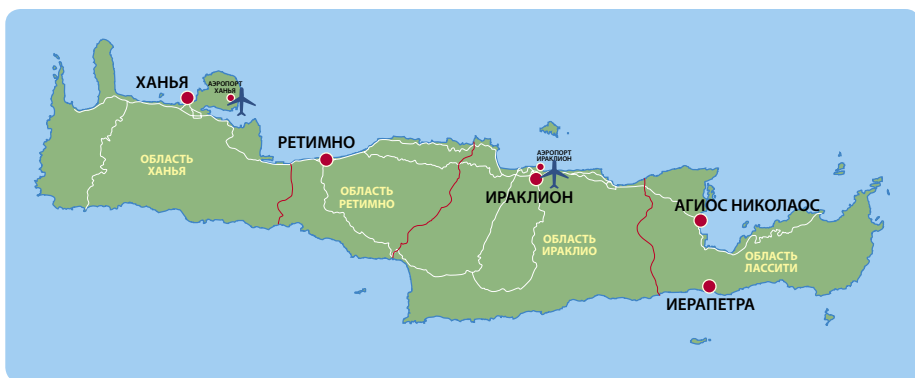 ХАНЬЯ
АЭРОПОРТ
ХАНЬЯ
РЕТИМНО
ОБЛАСТЬ
ХАНЬЯ
АЭРОПОРТ
ИРАКЛИОН
ИРАКЛИОН
ОБЛАСТЬ
РЕТИМНО
АГИОС НИКОЛАОС
ОБЛАСТЬ
ИРАКЛИО
ОБЛАСТЬ
ЛАССИТИ
ИЕРАПЕТРА